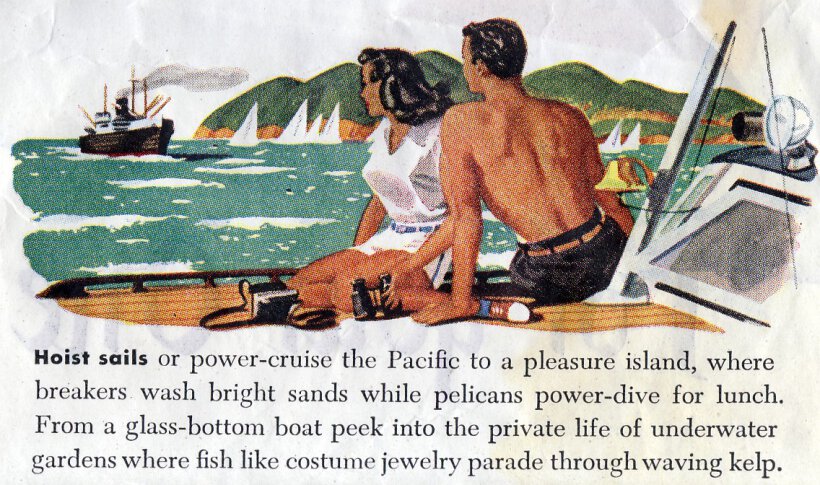 Hoist sails or power-cruise the Pacific to a pleasure island, where
breakers wash bright sands while pelicans power-dive for lunch.
From a glass-bottom boat peek into the private life of underwater
gardens where fish like costume jewelry parade through waving kelp.